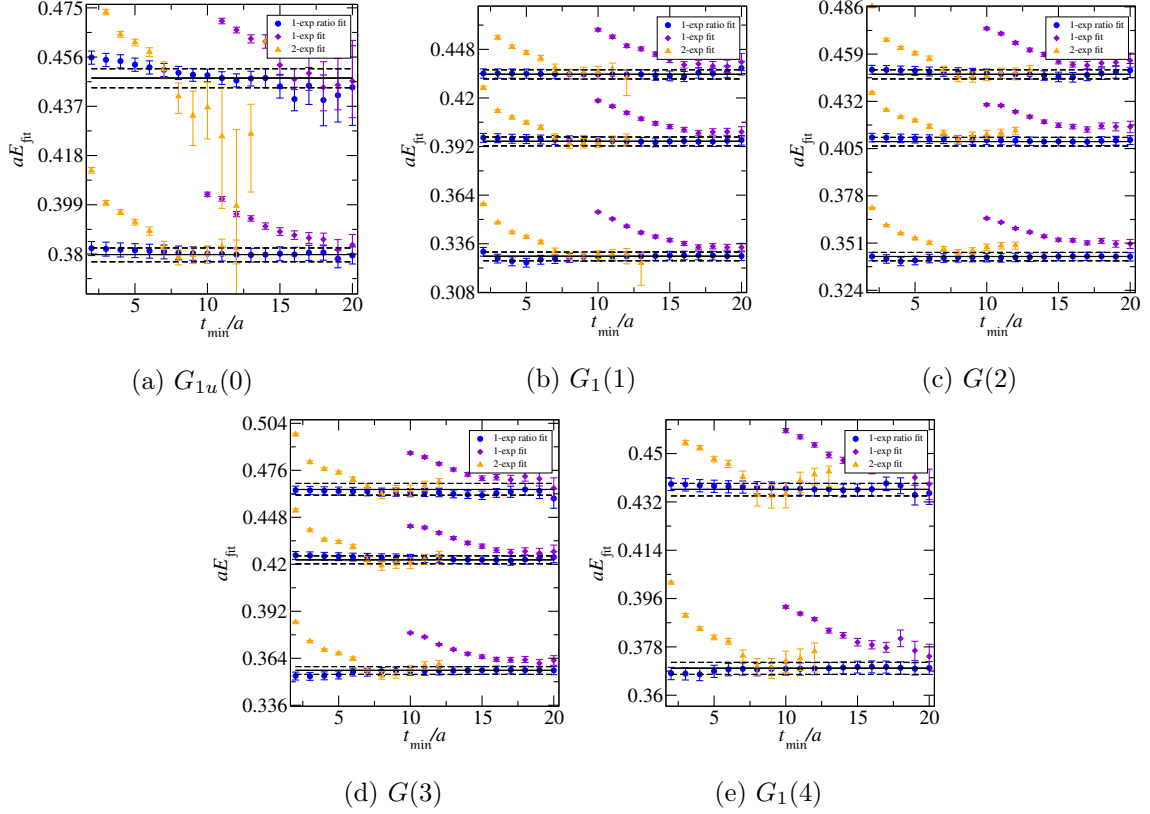 0.475
0.456
0.437
0.418
0.399
0.38
aE_fit
5 10 15 20
t_min/a
1-exp ratio fit
1-exp fit
2-exp fit
(a) G_{1u}(0)
0.448
0.42
0.392
0.364
0.336
0.308
aE_fit
5 10 15 20
t_min/a
1-exp ratio fit
1-exp fit
2-exp fit
(b) G_1(1)
0.486
0.459
0.432
0.405
0.378
0.351
0.324
aE_fit
5 10 15 20
t_min/a
1-exp ratio fit
1-exp fit
2-exp fit
(c) G(2)
0.504
0.476
0.448
0.42
0.392
0.364
0.336
aE_fit
5 10 15 20
t_min/a
1-exp ratio fit
1-exp fit
2-exp fit
(d) G(3)
0.45
0.432
0.414
0.396
0.378
0.36
aE_fit
5 10 15 20
t_min/a
1-exp ratio fit
1-exp fit
2-exp fit
(e) G_1(4)